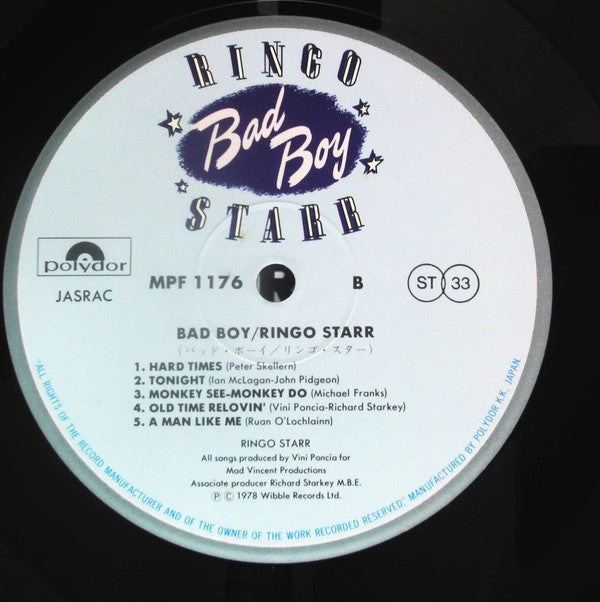 RINGO
Bad Boy
STARR
polydor
JASRAC
MPF 1176
R
B
ST 33
BAD BOY/RINGO STARR
(バッド・ボーイ/リンゴ・スター)
1. HARD TIMES (Peter Skellern)
2. TONIGHT (Ian McLagan-John Pidgeon)
3. MONKEY SEE-MONKEY DO (Michael Franks)
4. OLD TIME RELOVIN' (Vini Poncia-Richard Starkey)
5. A MAN LIKE ME (Ruan O'Lochlainn)
RINGO STARR
All songs produced by Vini Poncia for
Mad Vincent Productions
Associate producer Richard Starkey M.B.E.
Ⓟ Ⓒ 1978 Wibble Records Ltd.
"ALL RIGHTS OF THE RECORD MANUFACTURER AND OF THE OWNER OF THE WORK RECORDED RESERVED" MANUFACTURED BY POLYDOR K.K. JAPAN.